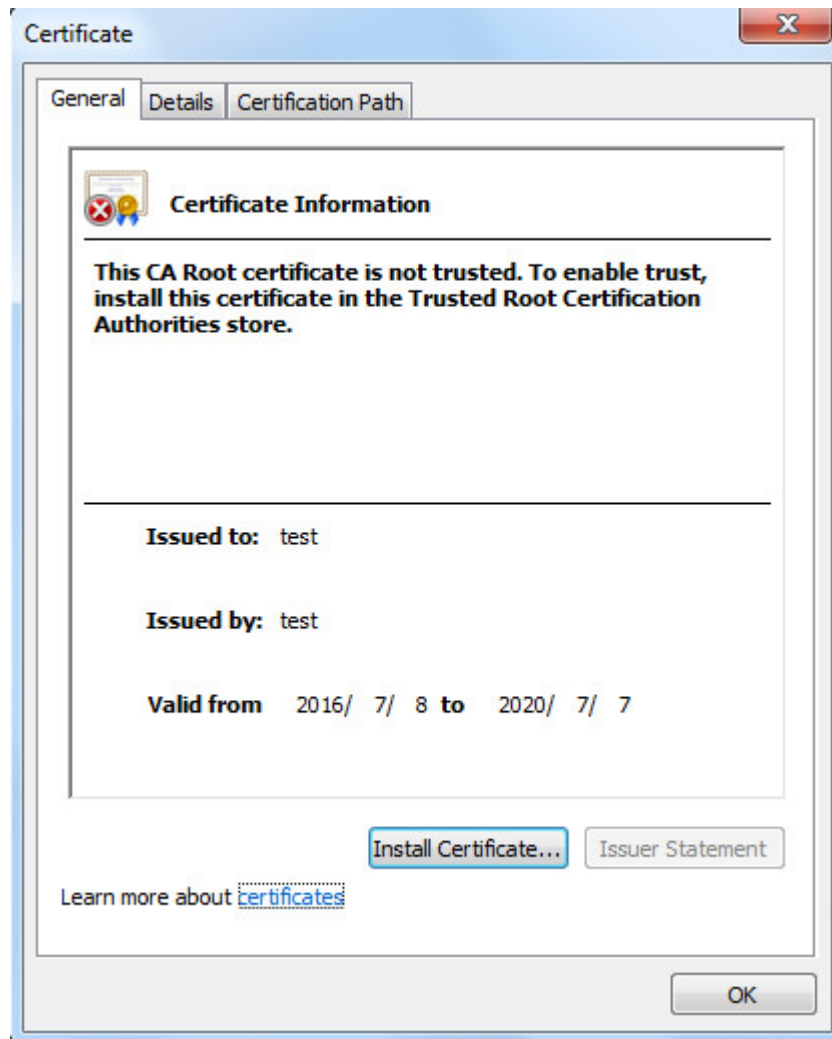 Certificate
General Details Certification Path
Certificate Information
This CA Root certificate is not trusted. To enable trust,
install this certificate in the Trusted Root Certification
Authorities store.
Issued to: test
Issued by: test
Valid from 2016/ 7/ 8 to 2020/ 7/ 7
Install Certificate... Issuer Statement
Learn more about certificates
OK